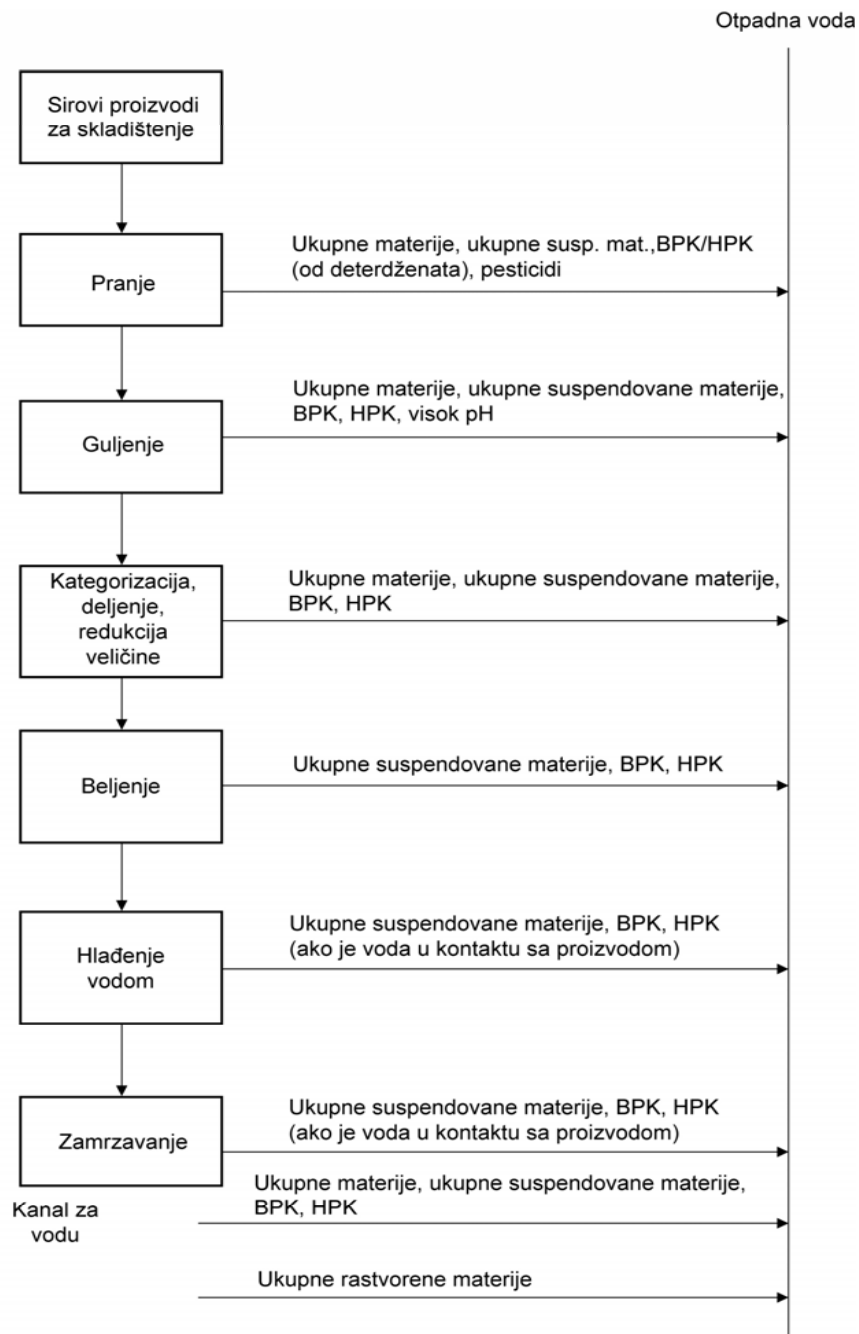 Otpadna voda
Sirovi proizvodi
za skladištenje
Ukupne materije, ukupne susp. mat.,BPK/HPK
(od deterdženata), pesticidi
Pranje
Ukupne materije, ukupne suspendovane materije,
BPK, HPK, visok pH
Guljenje
Kategorizacija,
deljenje,
redukcija
veličine
Ukupne materije, ukupne suspendovane materije,
BPK, HPK
Beljenje
Ukupne suspendovane materije, BPK, HPK
Hlađenje
vodom
Ukupne suspendovane materije, BPK, HPK
(ako je voda u kontaktu sa proizvodom)
Zamrzavanje
Ukupne suspendovane materije, BPK, HPK
(ako je voda u kontaktu sa proizvodom)
Kanal za
vodu
Ukupne materije, ukupne suspendovane materije,
BPK, HPK
Ukupne rastvorene materije